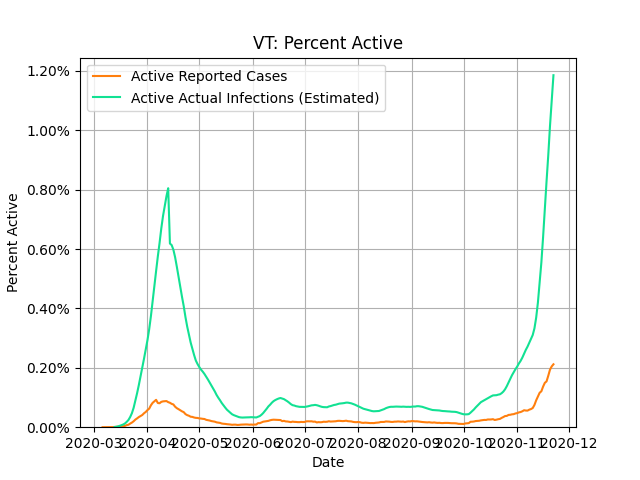 VT: Percent Active
Active Reported Cases
Active Actual Infections (Estimated)
Percent Active
1.20%
1.00%
0.80%
0.60%
0.40%
0.20%
0.00%
2020-03 2020-04 2020-05 2020-06 2020-07 2020-08 2020-09 2020-10 2020-11 2020-12
Date